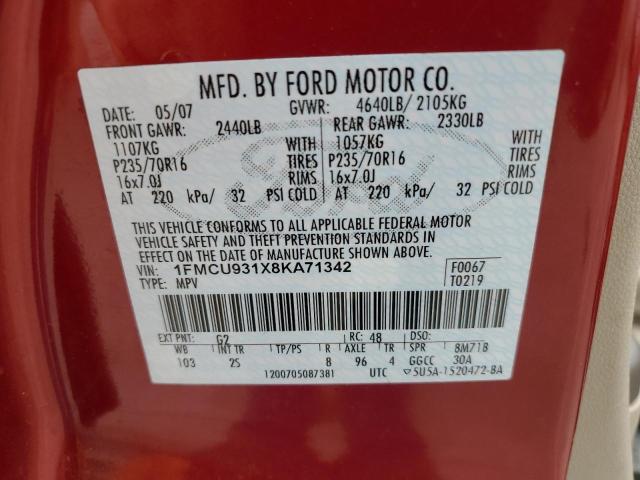 MFD. BY FORD MOTOR CO.
DATE: 05/07 GVWR: 4640LB/ 2105KG
FRONT GAWR: 2440LB REAR GAWR: 2330LB
1107KG WITH 1057KG WITH
P235/70R16 TIRES P235/70R16 TIRES
16x7.0J RIMS 16x7.0J RIMS
AT 220 kPa/ 32 PSI COLD AT 220 kPa/ 32 PSI COLD
THIS VEHICLE CONFORMS TO ALL APPLICABLE FEDERAL MOTOR
VEHICLE SAFETY AND THEFT PREVENTION STANDARDS IN
EFFECT ON THE DATE OF MANUFACTURE SHOWN ABOVE.
VIN: 1FMCU931X8KA71342 F0067
TYPE: MPV T0219
EXT PNT: G2 RC: 48 DSO:
WB INT TR TP/PS R AXLE TR SPR 8M71B
103 2S 8 96 4 GGCC 30A
1200705087381 UTC 5U5A-1520472-BA
Ford